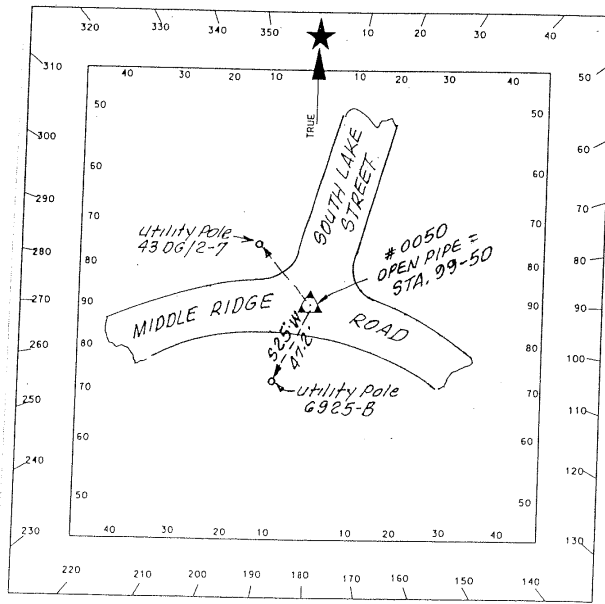 320 330 340 350 10 20 30 40 50
310
40 30 20 10 10 20 30 40
50 50
TRUE
300 60 60 60
SOUTH LAKE
STREET
290 70 70 70
Utility Pole
43 DG/2-7
# 0050
OPEN PIPE =
STA. 99-50
280 80 80 80
270 90 90 90
MIDDLE RIDGE ROAD
260 80 80 100
S25°W
47.2'
250 70 70 110
Utility Pole
6925-B
240 60 60 120
50 50
230 130
40 30 20 10 10 20 30 40
220 210 200 190 180 170 160 150 140